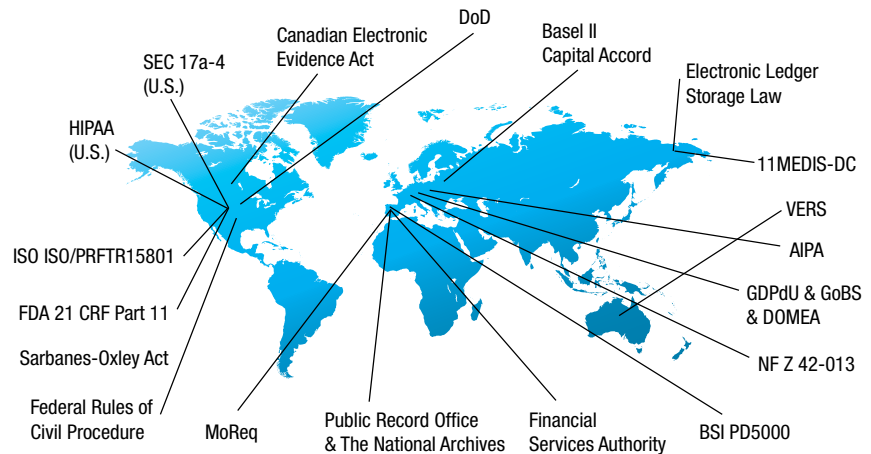 DoD
Canadian Electronic
Evidence Act
Basel II
Capital Accord
SEC 17a-4
(U.S.)
Electronic Ledger
Storage Law
HIPAA
(U.S.)
11MEDIS-DC
VERS
AIPA
ISO ISO/PRFTR15801
GDPdU & GoBS
& DOMEA
FDA 21 CRF Part 11
Sarbanes-Oxley Act
NF Z 42-013
Federal Rules of
Civil Procedure
MoReq
Public Record Office
& The National Archives
Financial
Services Authority
BSI PD5000